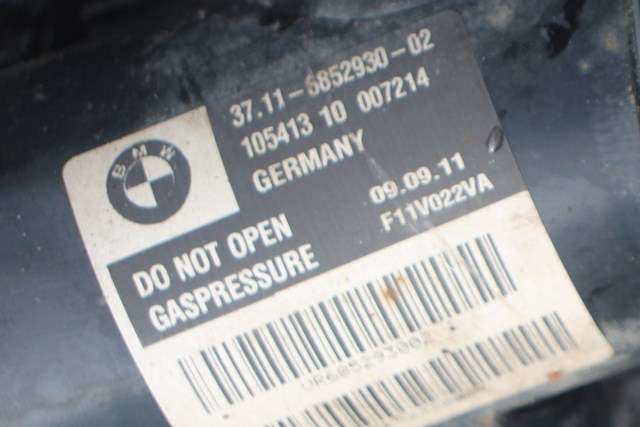 37.11-6852930-02
105413 10 007214
GERMANY
BMW
09.09.11
F11V022VA
DO NOT OPEN
GASPRESSURE